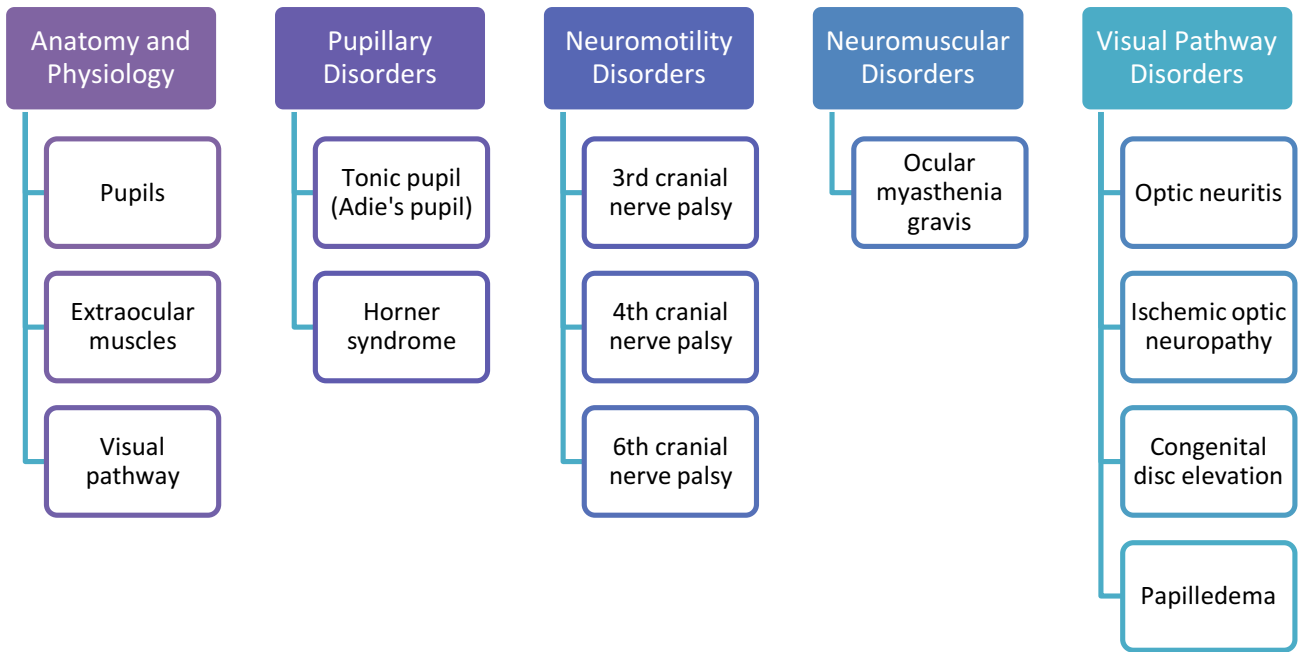 Anatomy and
Physiology
Pupils
Extraocular
muscles
Visual
pathway
Pupillary
Disorders
Tonic pupil
(Adie's pupil)
Horner
syndrome
Neuromotility
Disorders
3rd cranial
nerve palsy
4th cranial
nerve palsy
6th cranial
nerve palsy
Neuromuscular
Disorders
Ocular
myasthenia
gravis
Visual Pathway
Disorders
Optic neuritis
Ischemic optic
neuropathy
Congenital
disc elevation
Papilledema